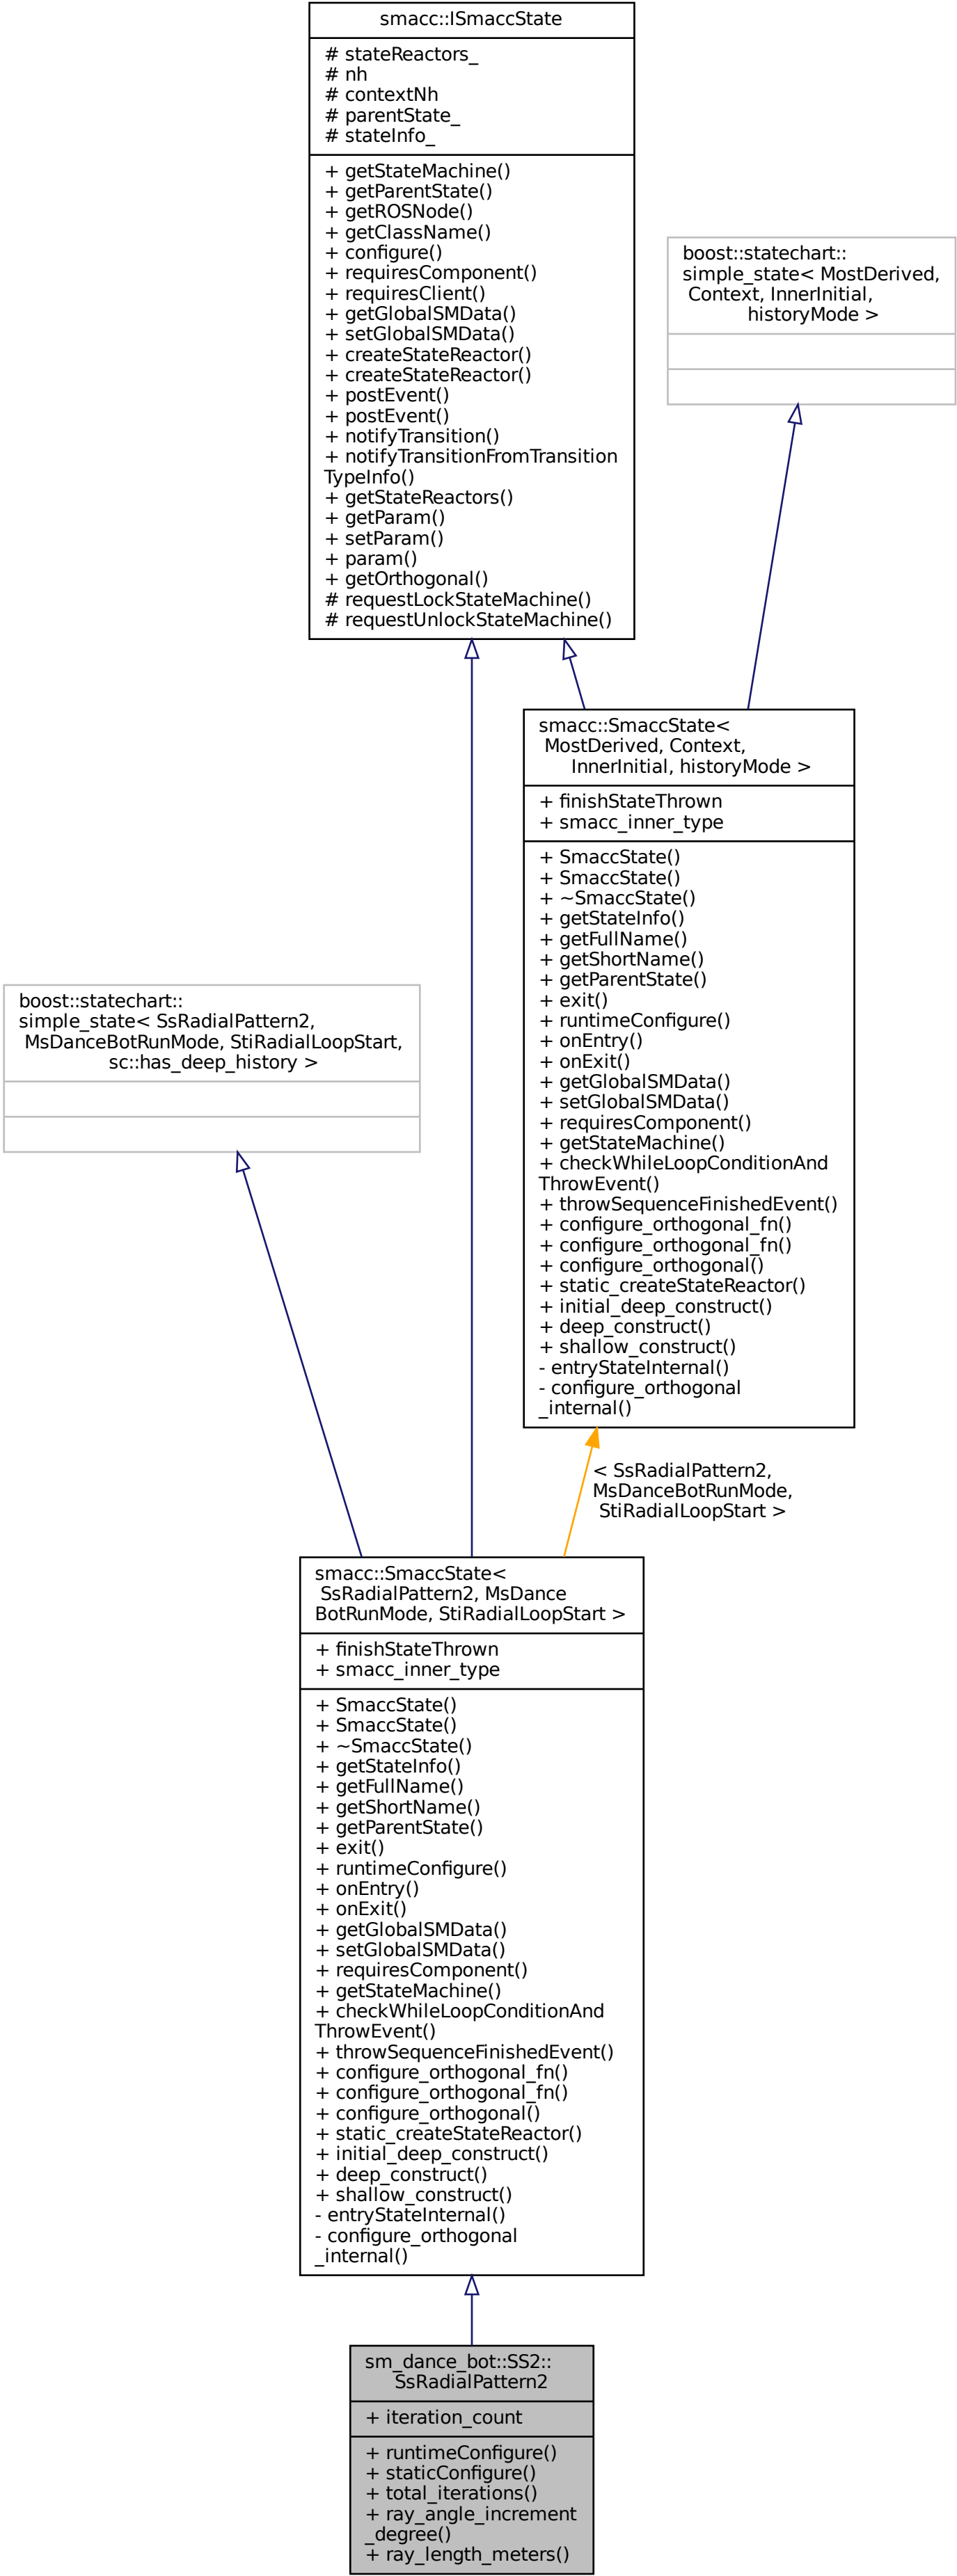 smacc::ISmaccState
# stateReactors_
# nh
# contextNh
# parentState_
# stateInfo_
+ getStateMachine()
+ getParentState()
+ getROSNode()
+ getClassName()
+ configure()
+ requiresComponent()
+ requiresClient()
+ getGlobalSMData()
+ setGlobalSMData()
+ createStateReactor()
+ createStateReactor()
+ postEvent()
+ postEvent()
+ notifyTransition()
+ notifyTransitionFromTransition
TypeInfo()
+ getStateReactors()
+ getParam()
+ setParam()
+ param()
+ getOrthogonal()
# requestLockStateMachine()
# requestUnlockStateMachine()
boost::statechart::
simple_state< MostDerived,
Context, InnerInitial,
historyMode >
smacc::SmaccState<
MostDerived, Context,
InnerInitial, historyMode >
+ finishStateThrown
+ smacc_inner_type
+ SmaccState()
+ SmaccState()
+ ~SmaccState()
+ getStateInfo()
+ getFullName()
+ getShortName()
+ getParentState()
+ exit()
+ runtimeConfigure()
+ onEntry()
+ onExit()
+ getGlobalSMData()
+ setGlobalSMData()
+ requiresComponent()
+ getStateMachine()
+ checkWhileLoopConditionAnd
ThrowEvent()
+ throwSequenceFinishedEvent()
+ configure_orthogonal_fn()
+ configure_orthogonal_fn()
+ configure_orthogonal()
+ static_createStateReactor()
+ initial_deep_construct()
+ deep_construct()
+ shallow_construct()
- entryStateInternal()
- configure_orthogonal
_internal()
boost::statechart::
simple_state< SsRadialPattern2,
MsDanceBotRunMode, StiRadialLoopStart,
sc::has_deep_history >
< SsRadialPattern2,
MsDanceBotRunMode,
StiRadialLoopStart >
smacc::SmaccState<
SsRadialPattern2, MsDance
BotRunMode, StiRadialLoopStart >
+ finishStateThrown
+ smacc_inner_type
+ SmaccState()
+ SmaccState()
+ ~SmaccState()
+ getStateInfo()
+ getFullName()
+ getShortName()
+ getParentState()
+ exit()
+ runtimeConfigure()
+ onEntry()
+ onExit()
+ getGlobalSMData()
+ setGlobalSMData()
+ requiresComponent()
+ getStateMachine()
+ checkWhileLoopConditionAnd
ThrowEvent()
+ throwSequenceFinishedEvent()
+ configure_orthogonal_fn()
+ configure_orthogonal_fn()
+ configure_orthogonal()
+ static_createStateReactor()
+ initial_deep_construct()
+ deep_construct()
+ shallow_construct()
- entryStateInternal()
- configure_orthogonal
_internal()
sm_dance_bot::SS2::
SsRadialPattern2
+ iteration_count
+ runtimeConfigure()
+ staticConfigure()
+ total_iterations()
+ ray_angle_increment
_degree()
+ ray_length_meters()